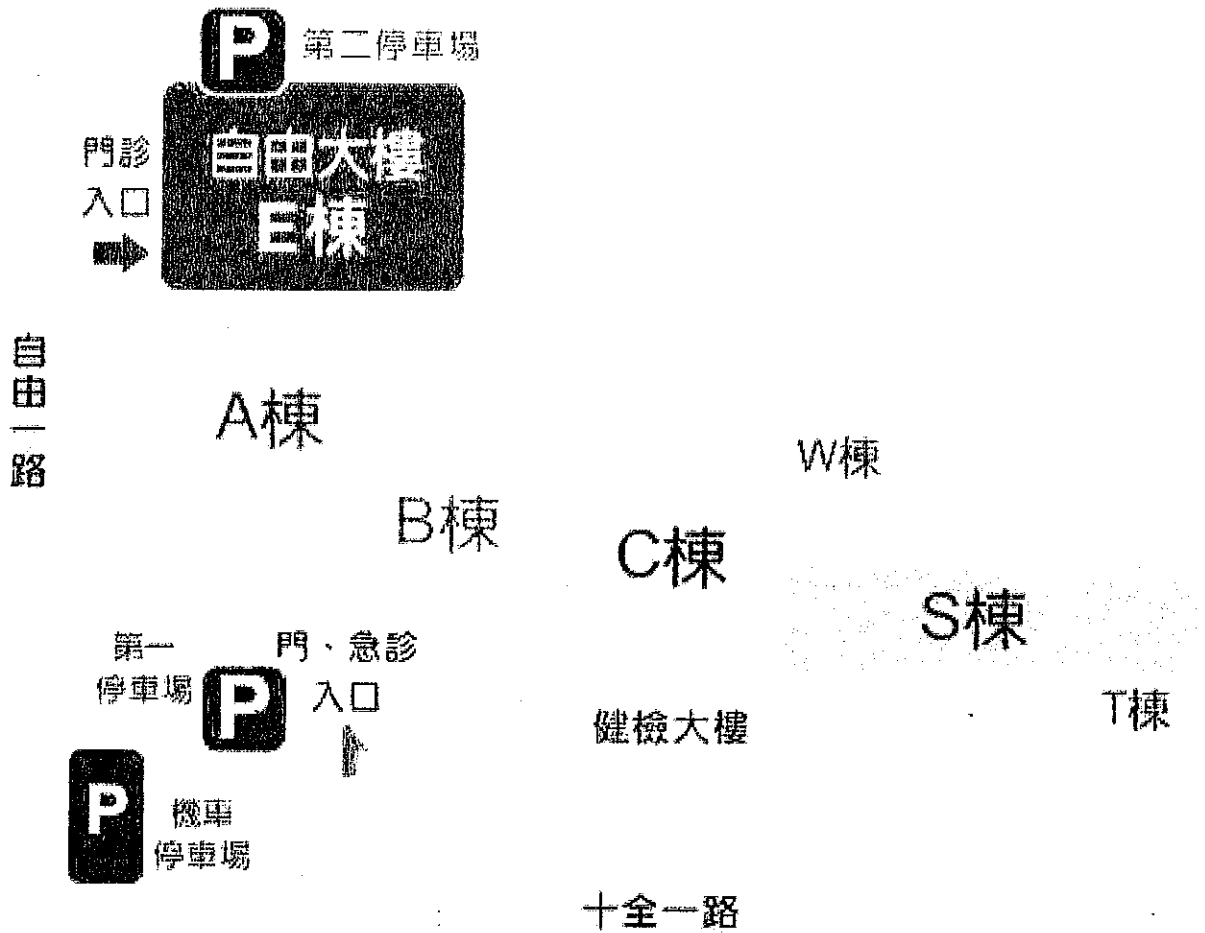 P
第二停車場
門診
入口
自由大樓
E棟
自由一路
A棟
W棟
B棟
C棟
S棟
第一
停車場
P
門、急診
入口
T棟
健檢大樓
P
機車
停車場
十全一路